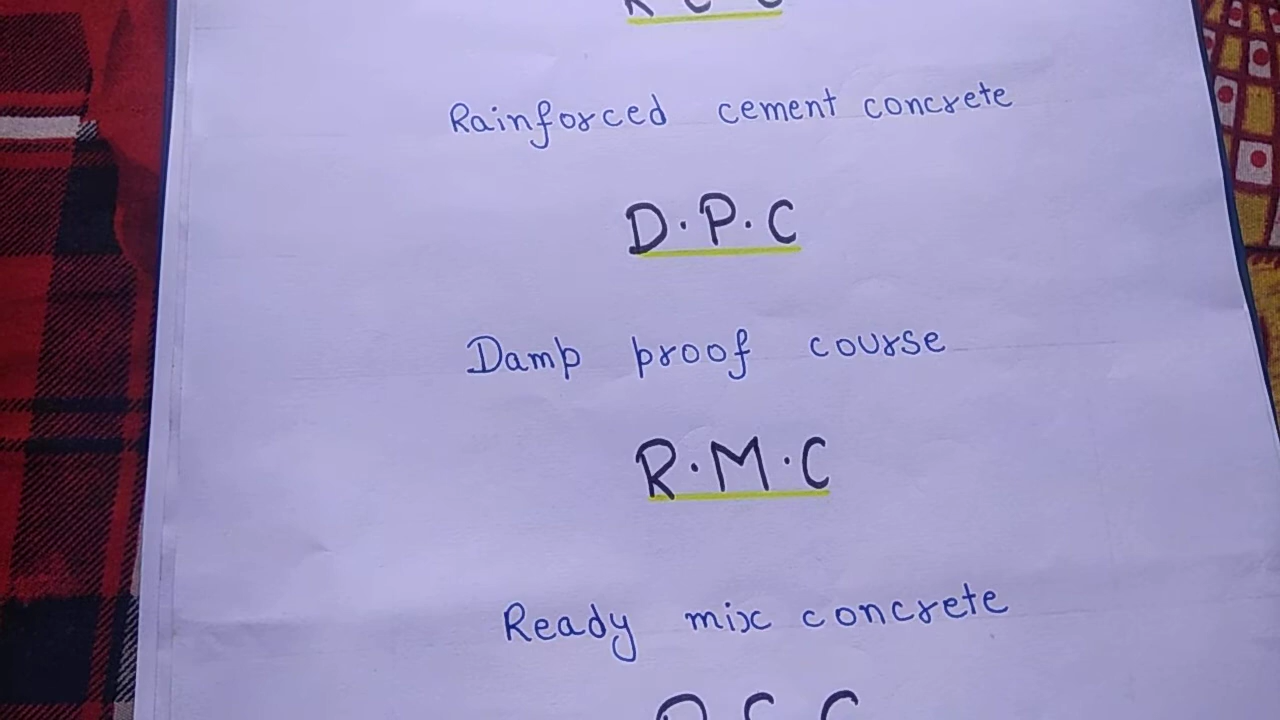 R C C
Rainforced cement concrete
D.P.C
Damp proof course
R.M.C
Ready mix concrete